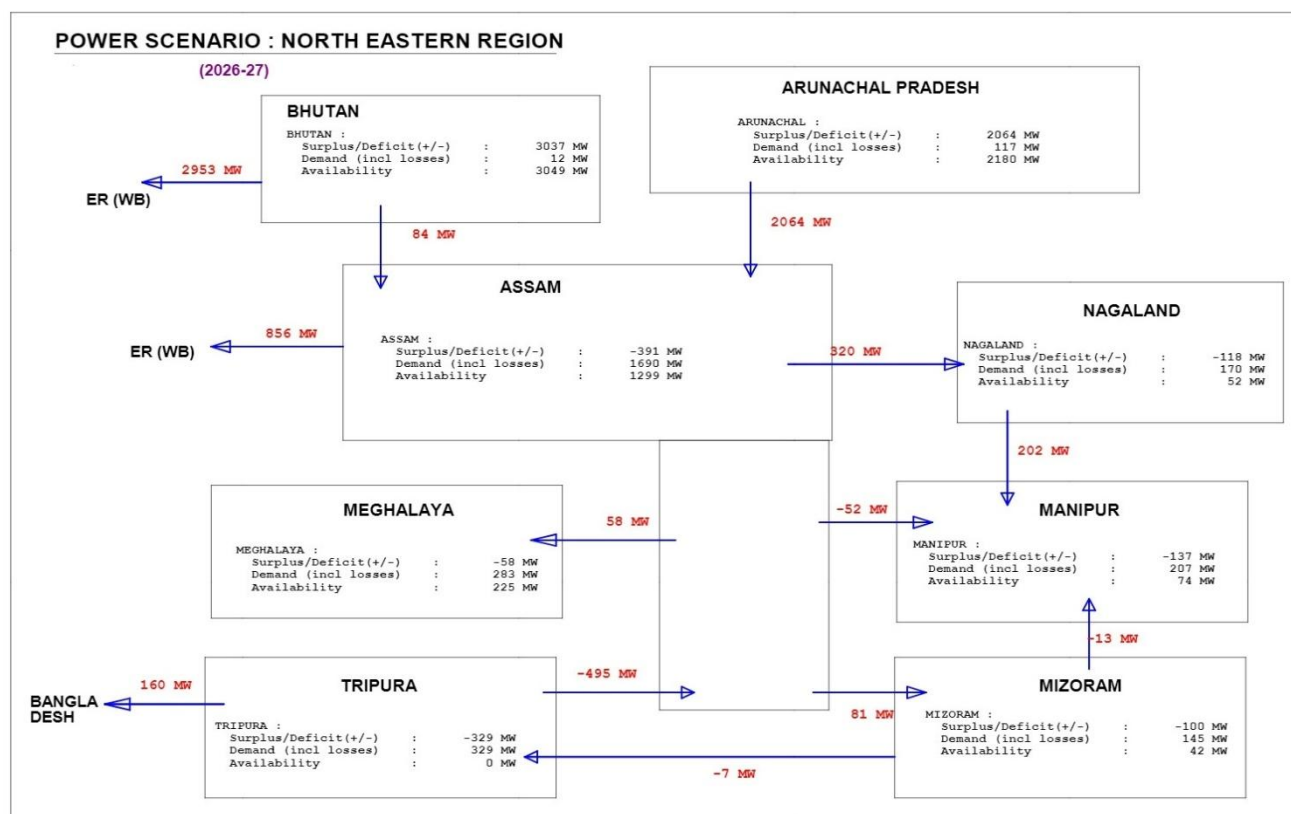 POWER SCENARIO : NORTH EASTERN REGION
(2026-27)
BHUTAN
BHUTAN :
Surplus/Deficit(+/-) : 3037 MW
Demand (incl losses) : 12 MW
Availability : 3049 MW
ARUNACHAL PRADESH
ARUNACHAL :
Surplus/Deficit(+/-) : 2064 MW
Demand (incl losses) : 117 MW
Availability : 2180 MW
2953 MW
ER (WB)
84 MW
2064 MW
ASSAM
ASSAM :
Surplus/Deficit(+/-) : -391 MW
Demand (incl losses) : 1690 MW
Availability : 1299 MW
856 MW
ER (WB)
320 MW
NAGALAND
NAGALAND :
Surplus/Deficit(+/-) : -118 MW
Demand (incl losses) : 170 MW
Availability : 52 MW
202 MW
MEGHALAYA
MEGHALAYA :
Surplus/Deficit(+/-) : -58 MW
Demand (incl losses) : 283 MW
Availability : 225 MW
58 MW
-52 MW
MANIPUR
MANIPUR :
Surplus/Deficit(+/-) : -137 MW
Demand (incl losses) : 207 MW
Availability : 74 MW
-13 MW
160 MW
BANGLA
DESH
TRIPURA
TRIPURA :
Surplus/Deficit(+/-) : -329 MW
Demand (incl losses) : 329 MW
Availability : 0 MW
-495 MW
81 MW
MIZORAM
MIZORAM :
Surplus/Deficit(+/-) : -100 MW
Demand (incl losses) : 145 MW
Availability : 42 MW
-7 MW